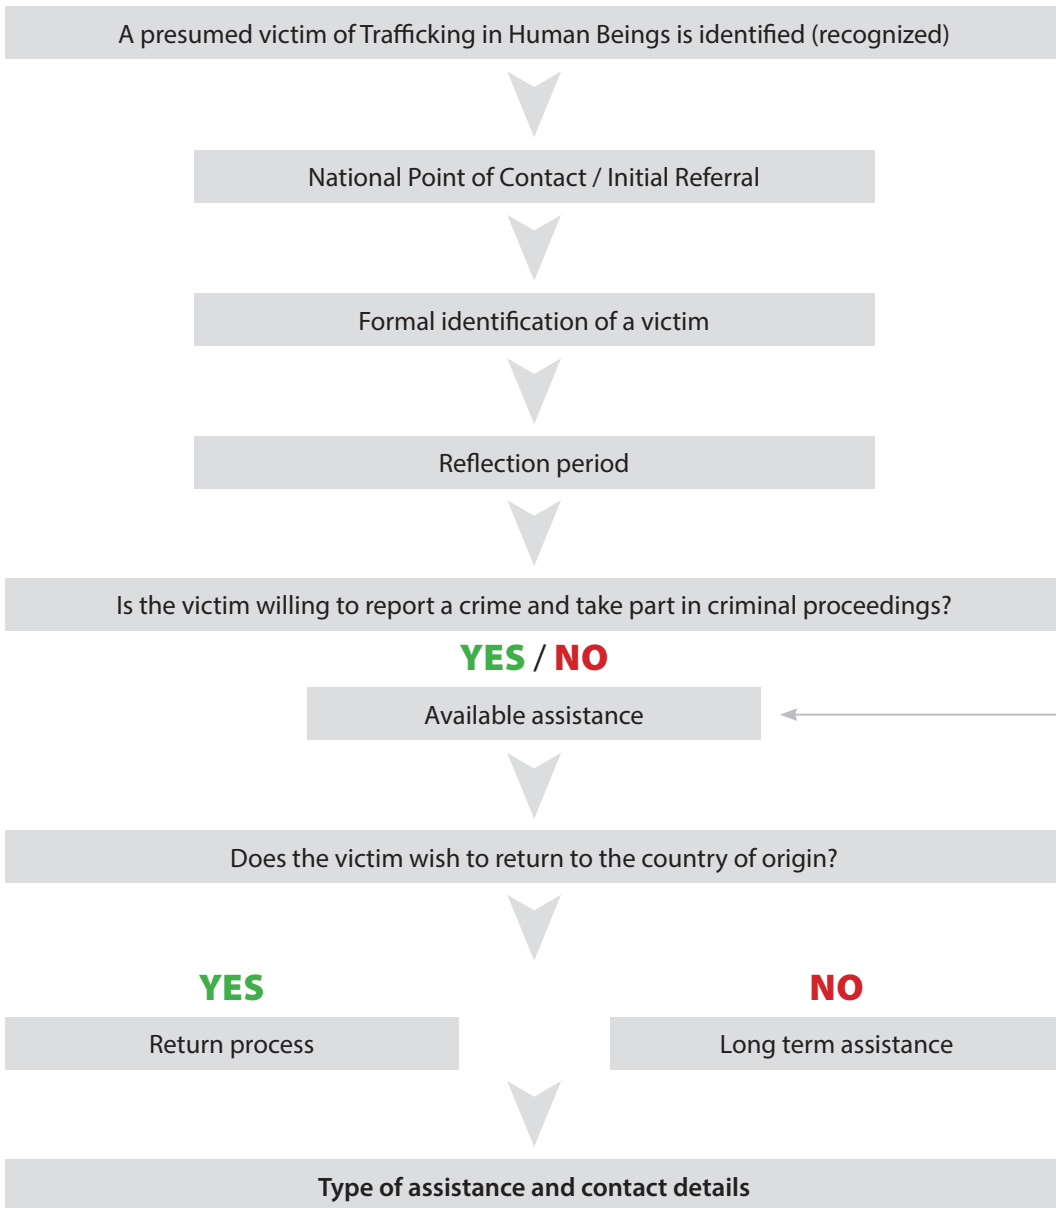 A presumed victim of Trafficking in Human Beings is identified (recognized)
National Point of Contact / Initial Referral
Formal identification of a victim
Reflection period
Is the victim willing to report a crime and take part in criminal proceedings?
YES / NO
Available assistance
Does the victim wish to return to the country of origin?
YES
NO
Return process
Long term assistance
Type of assistance and contact details